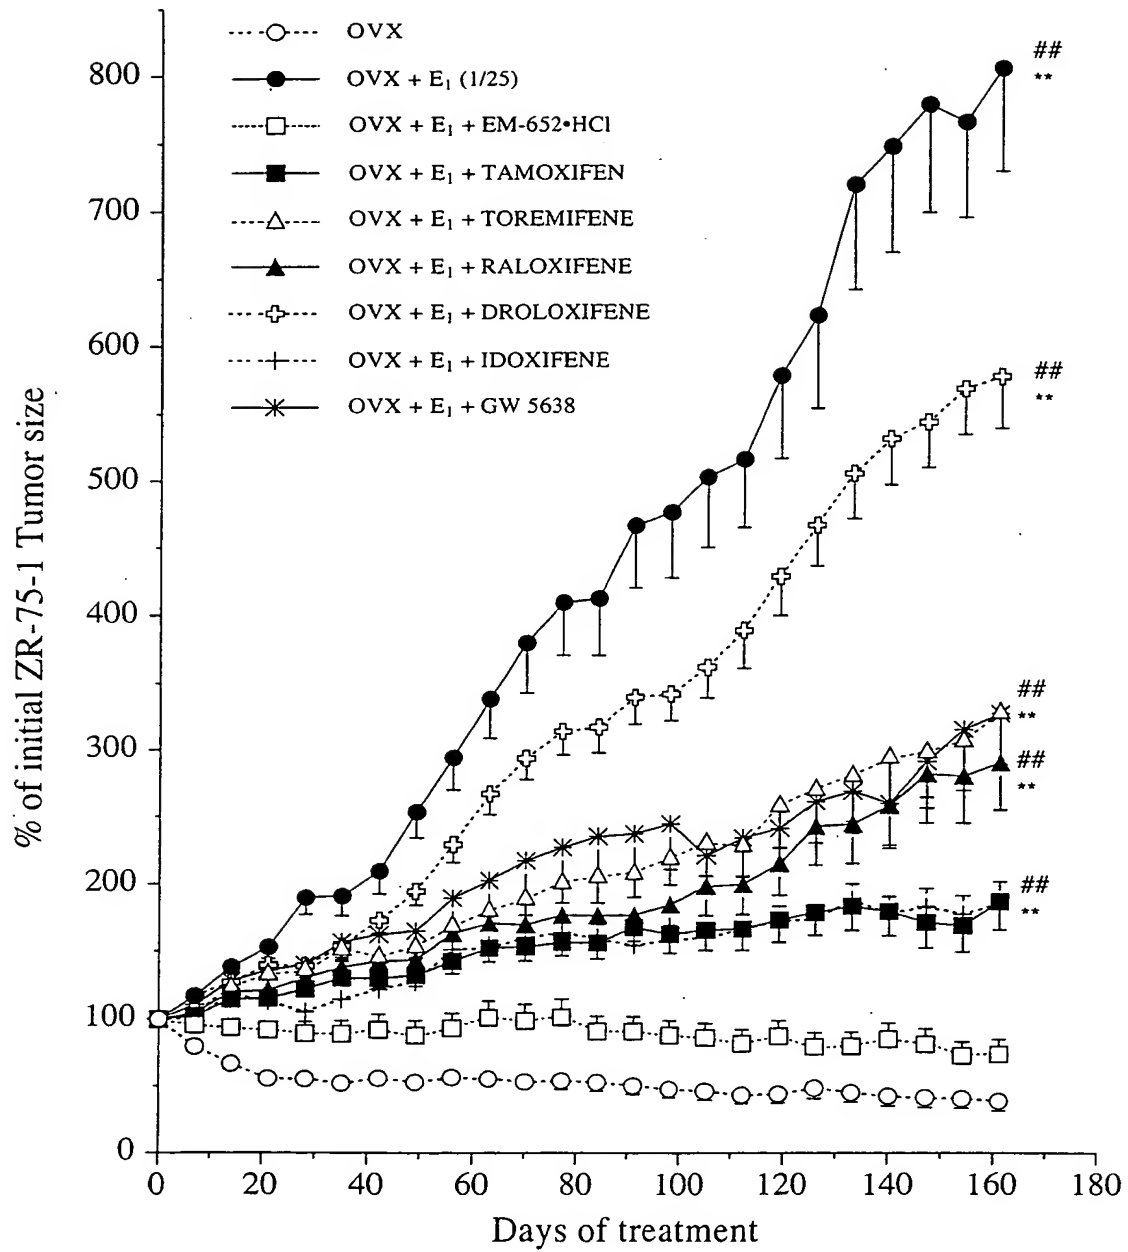 OVX
OVX + E₁ (1/25)
OVX + E₁ + EM-652•HCl
OVX + E₁ + TAMOXIFEN
OVX + E₁ + TOREMIFENE
OVX + E₁ + RALOXIFENE
OVX + E₁ + DROLOXIFENE
OVX + E₁ + IDOXIFENE
OVX + E₁ + GW 5638
% of initial ZR-75-1 Tumor size
800
700
600
500
400
300
200
100
0
##
**
##
**
##
**
##
**
##
**
0 20 40 60 80 100 120 140 160 180
Days of treatment